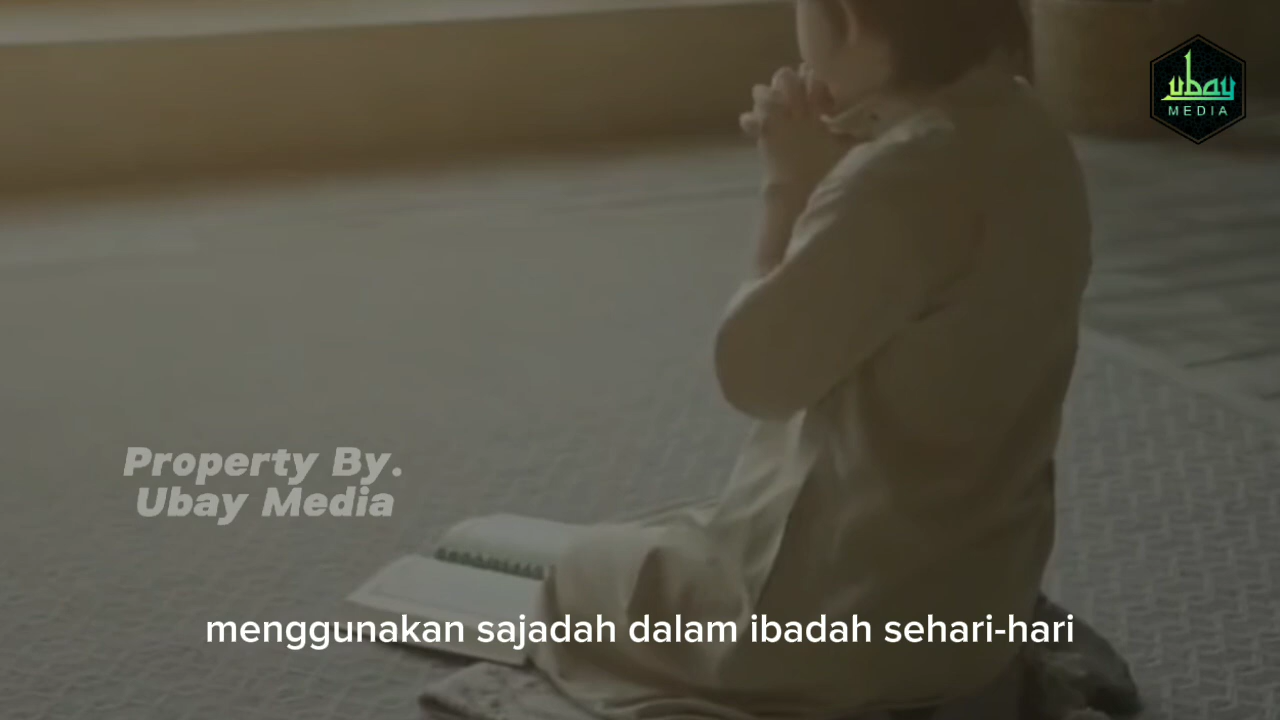 ubay
MEDIA
Property By.
Ubay Media
menggunakan sajadah dalam ibadah sehari-hari